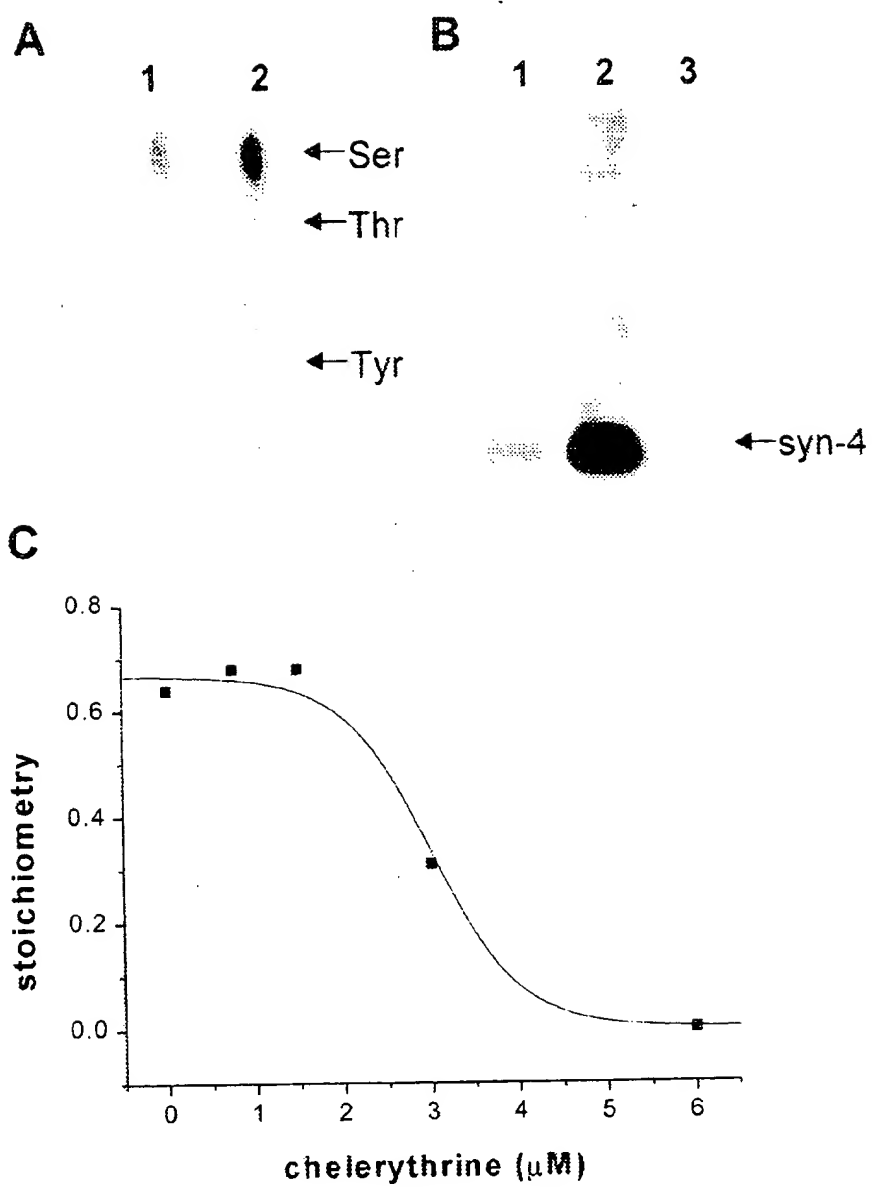 A
1 2
Ser
Thr
Tyr
B
1 2 3
syn-4
C
0.8
0.6
0.4
0.2
0.0
stoichiometry
0 1 2 3 4 5 6
chelerythrine (μM)